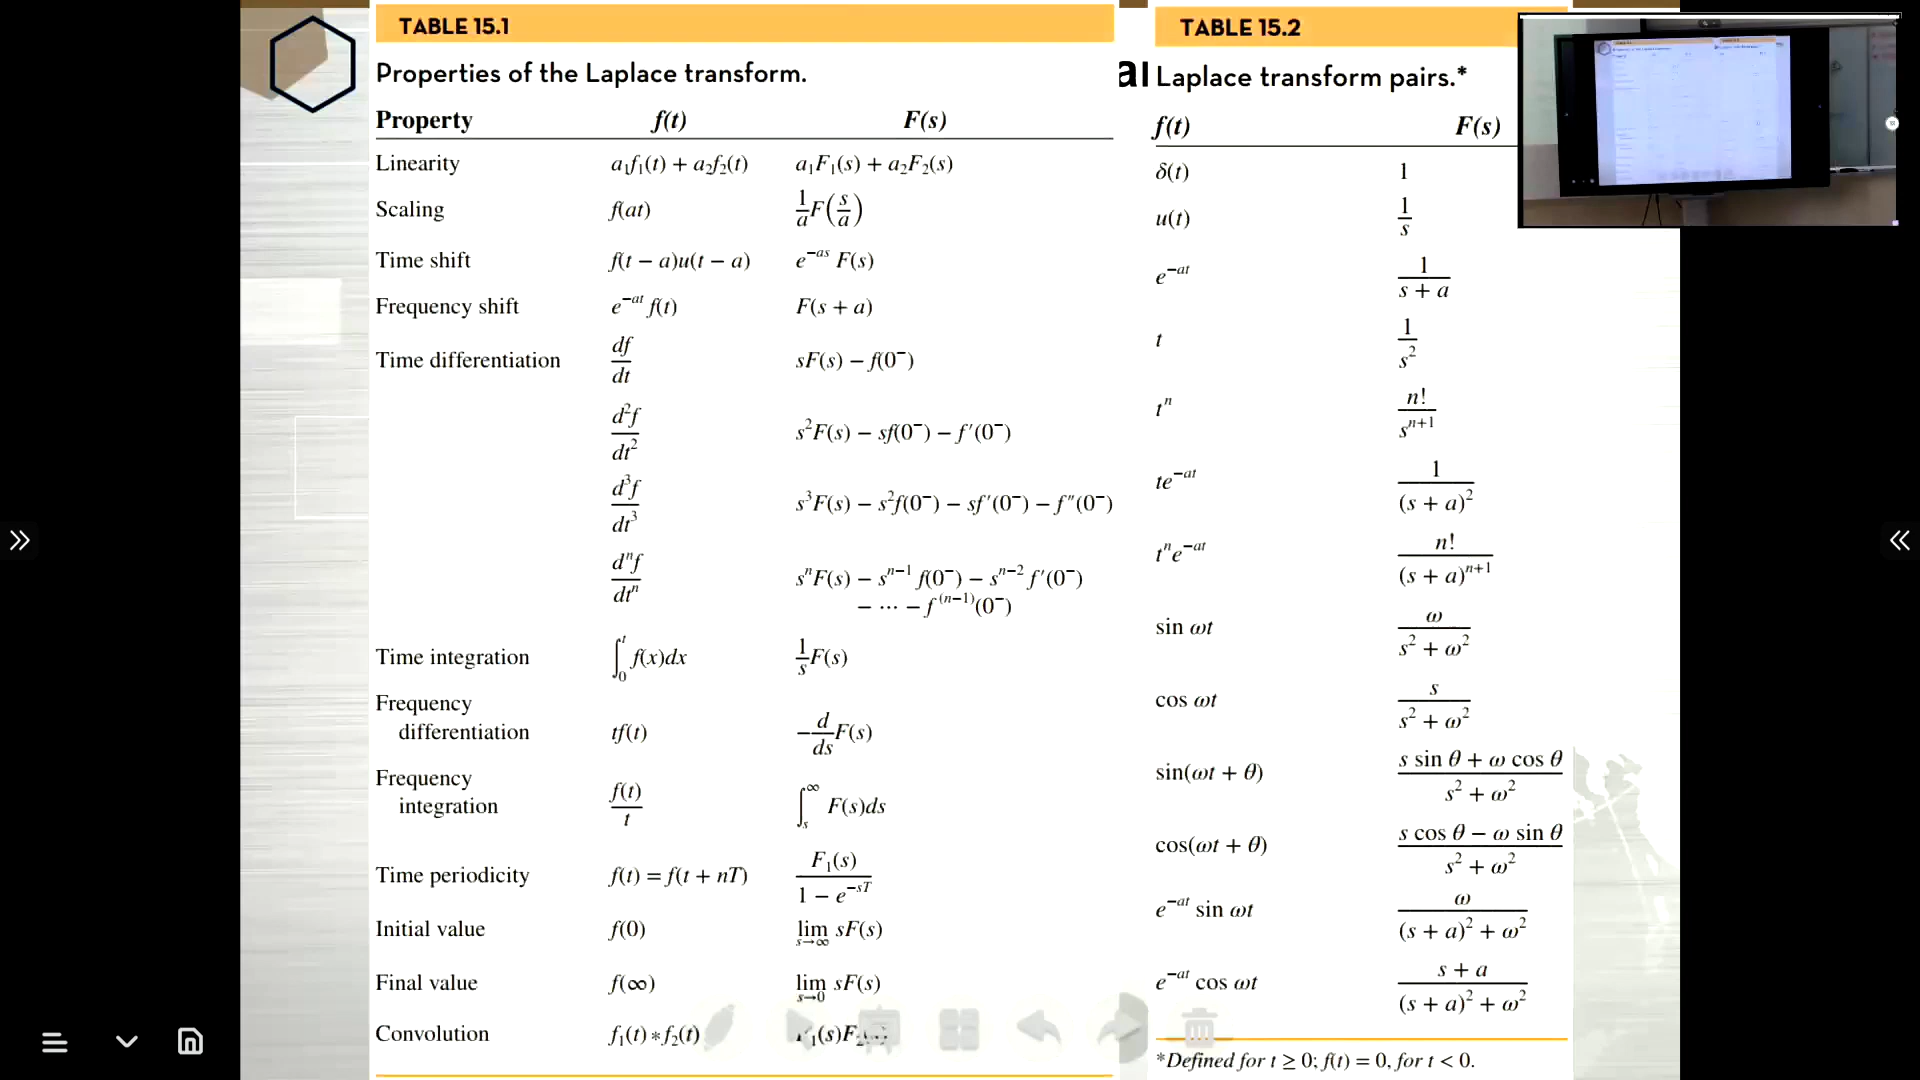 TABLE 15.1
Properties of the Laplace transform.
Property f(t) F(s)
Linearity a₁f₁(t) + a₂f₂(t) a₁F₁(s) + a₂F₂(s)
Scaling f(at) 1/a F(s/a)
Time shift f(t − a)u(t − a) e^−as F(s)
Frequency shift e^−at f(t) F(s + a)
Time differentiation df/dt sF(s) − f(0⁻)
d²f/dt² s²F(s) − sf(0⁻) − f′(0⁻)
d³f/dt³ s³F(s) − s²f(0⁻) − sf′(0⁻) − f″(0⁻)
dⁿf/dtⁿ sⁿF(s) − sⁿ⁻¹ f(0⁻) − sⁿ⁻² f′(0⁻)
− ⋯ − f⁽ⁿ⁻¹⁾(0⁻)
Time integration ∫₀ᵗ f(x)dx 1/s F(s)
Frequency
differentiation tf(t) −d/ds F(s)
Frequency
integration f(t)/t ∫ₛ^∞ F(s)ds
Time periodicity f(t) = f(t + nT) F₁(s)/(1 − e^−sT)
Initial value f(0) lim s→∞ sF(s)
Final value f(∞) lim s→0 sF(s)
Convolution f₁(t) * f₂(t)
al
TABLE 15.2
Laplace transform pairs.*
f(t) F(s)
δ(t) 1
u(t) 1/s
e^−at 1/(s + a)
t 1/s²
tⁿ n!/sⁿ⁺¹
te^−at 1/(s + a)²
tⁿe^−at n!/(s + a)ⁿ⁺¹
sin ωt ω/(s² + ω²)
cos ωt s/(s² + ω²)
sin(ωt + θ) (s sin θ + ω cos θ)/(s² + ω²)
cos(ωt + θ) (s cos θ − ω sin θ)/(s² + ω²)
e^−at sin ωt ω/((s + a)² + ω²)
e^−at cos ωt (s + a)/((s + a)² + ω²)
*Defined for t ≥ 0; f(t) = 0, for t < 0.